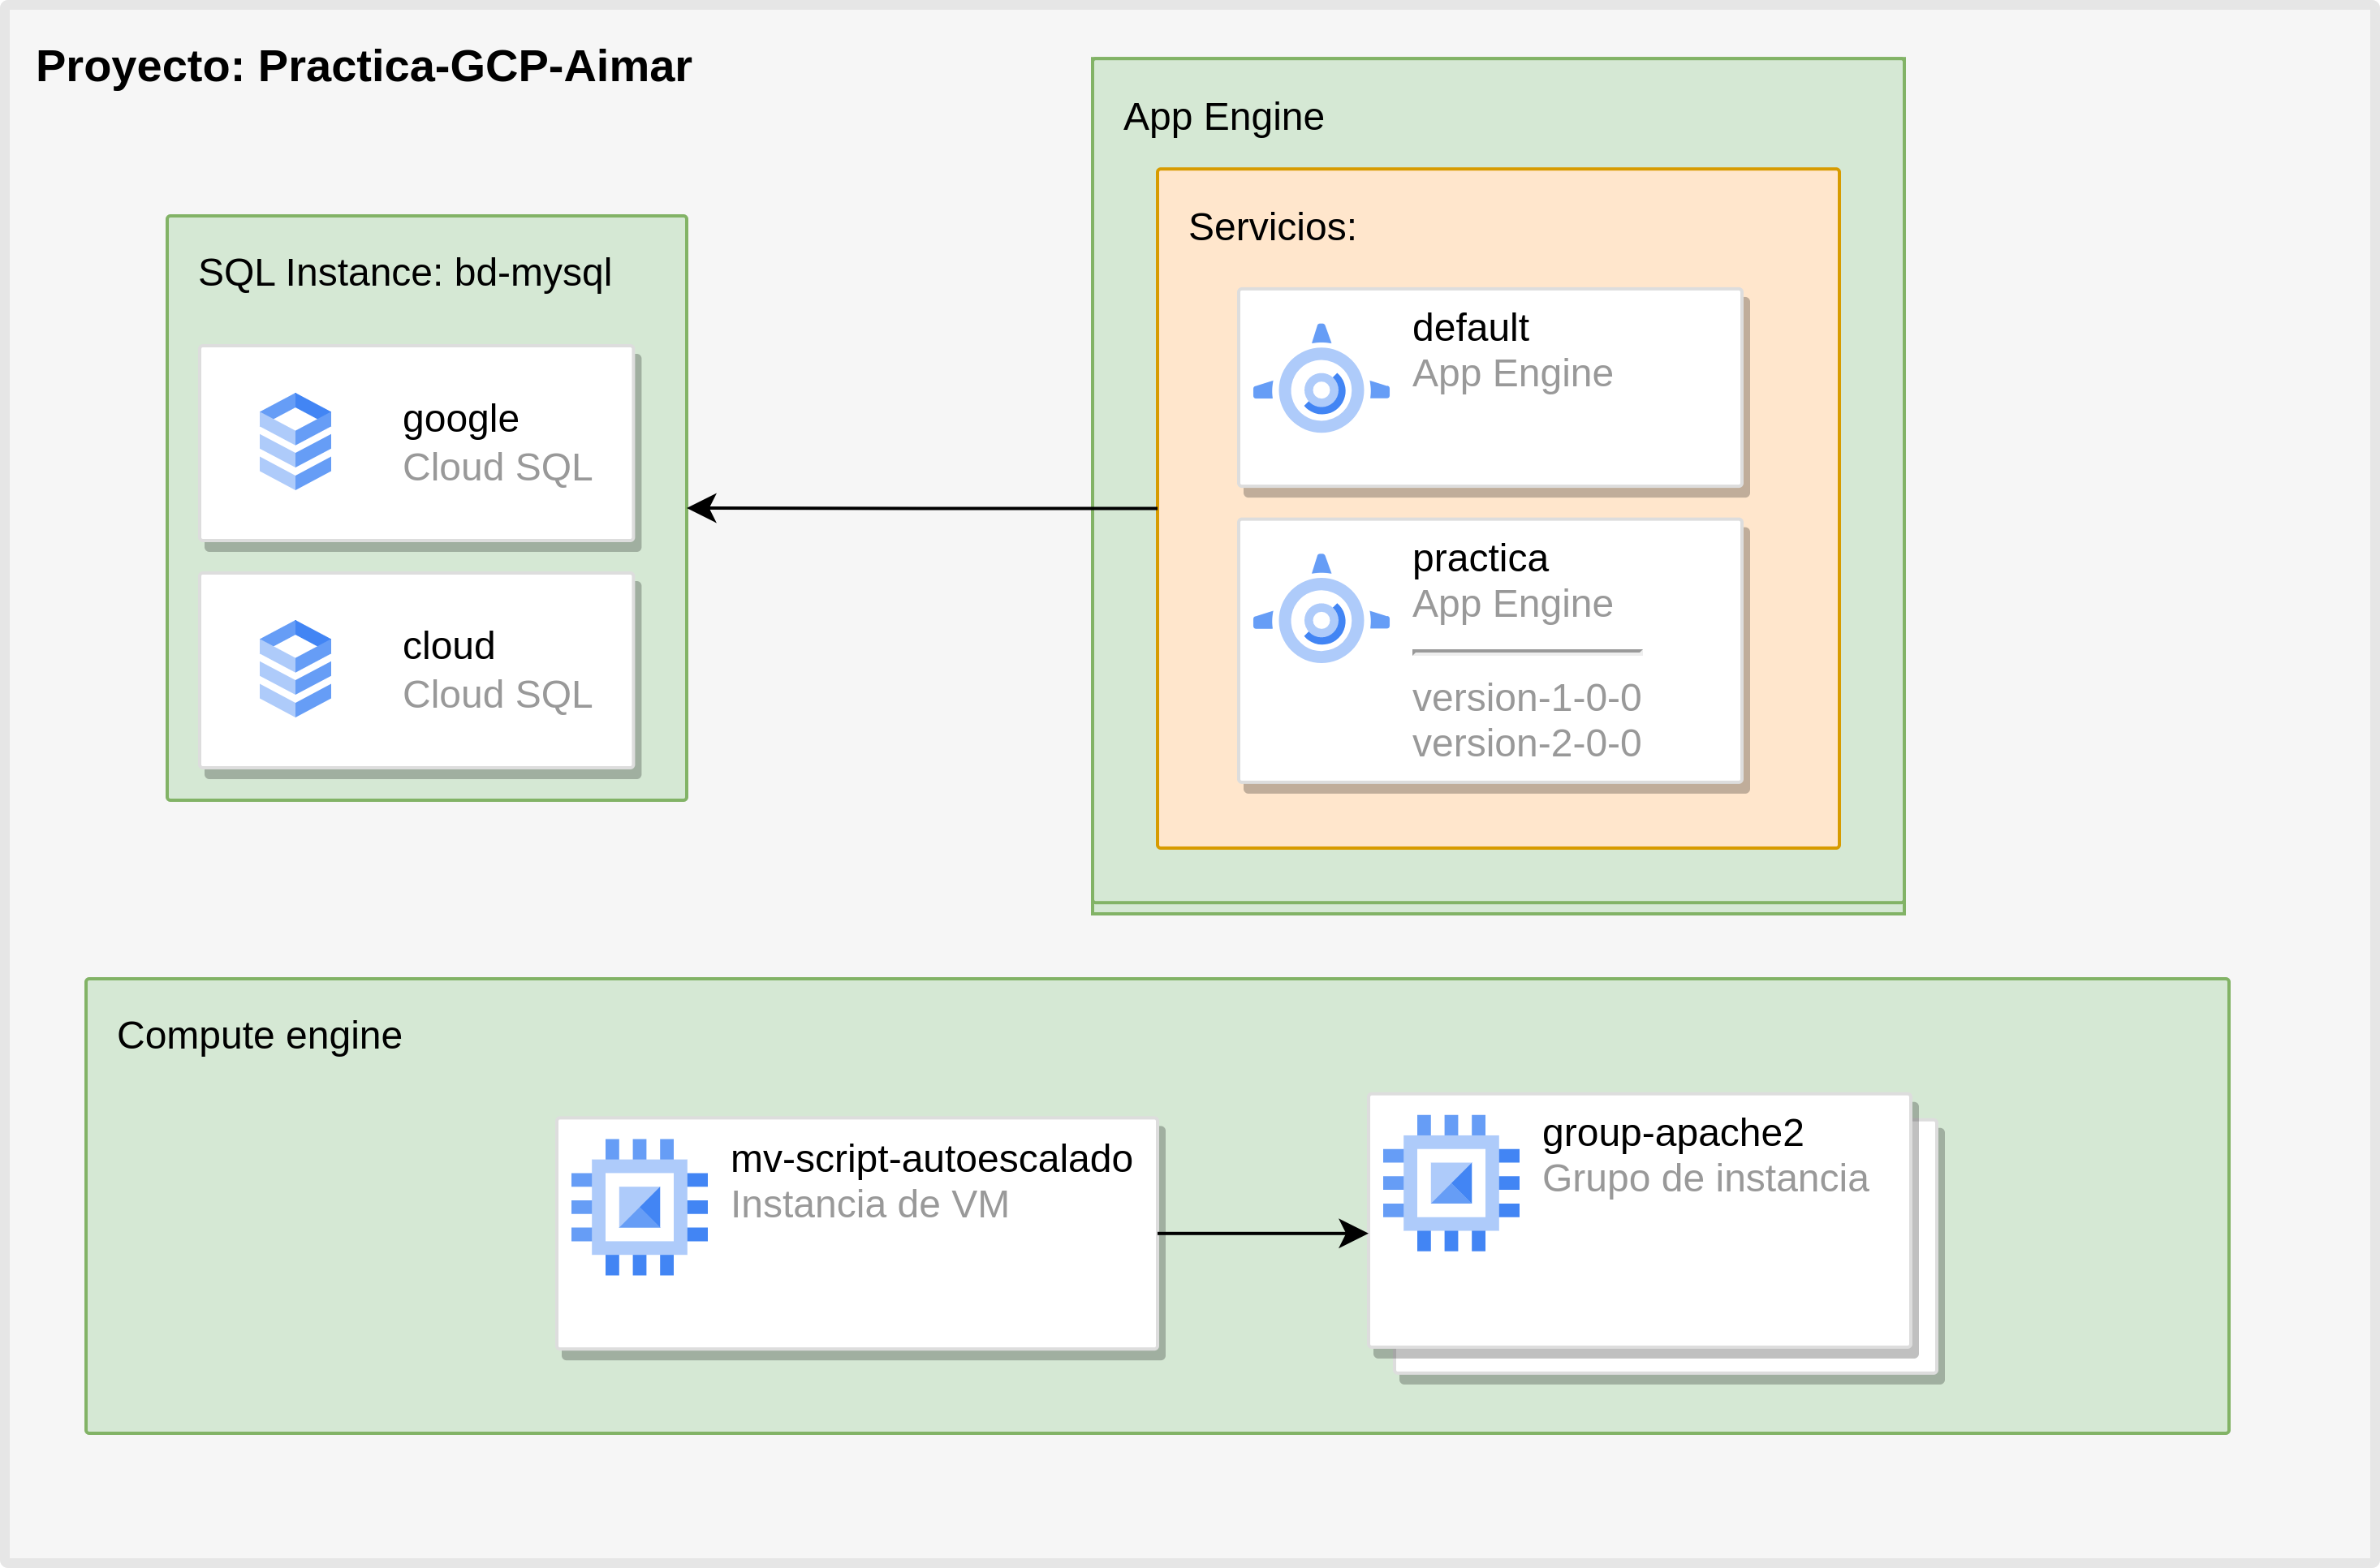 Proyecto: Practica-GCP-Aimar
SQL Instance: bd-mysql
google
Cloud SQL
cloud
Cloud SQL
App Engine
Servicios:
default
App Engine
practica
App Engine
version-1-0-0
version-2-0-0
Compute engine
mv-script-autoescalado
Instancia de VM
group-apache2
Grupo de instancia